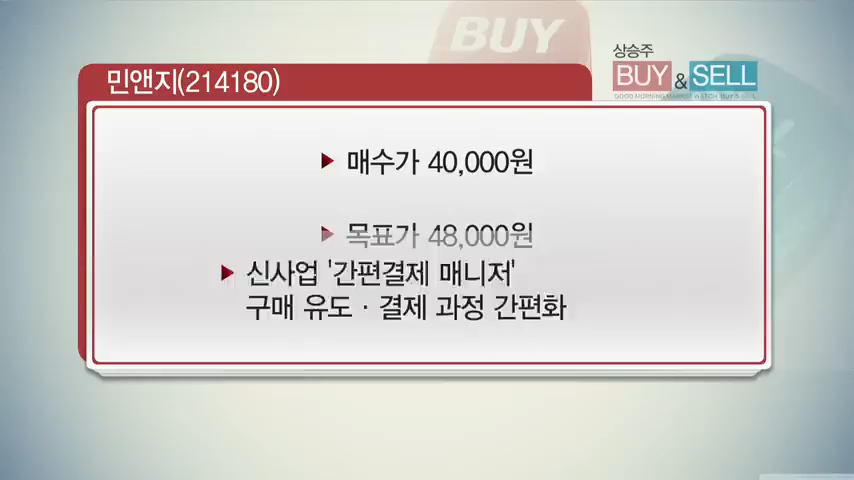 BUY
상승주
BUY & SELL
민앤지(214180)
▶ 매수가 40,000원
▶ 목표가 48,000원
▶ 신사업 '간편결제 매니저'
구매 유도 · 결제 과정 간편화